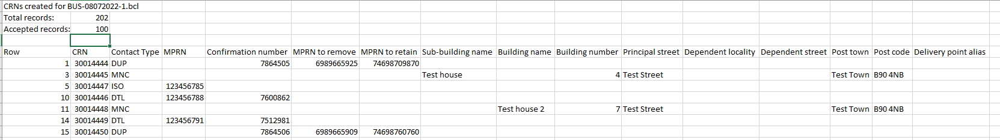 CRNs created for BUS-08072022-1.bcl
Total records: 202
Accepted records: 100
Row CRN Contact Type MPRN Confirmation number MPRN to remove MPRN to retain Sub-building name Building name Building number Principal street Dependent locality Dependent street Post town Post code Delivery point alias
1 30014444 DUP 7864505 6989665925 74698709870
3 30014445 MNC Test house 4 Test Street Test Town B90 4NB
5 30014447 ISO 123456785
10 30014446 DTL 123456788 7600862
11 30014448 MNC Test house 2 7 Test Street Test Town B90 4NB
14 30014449 DTL 123456791 7512981
15 30014450 DUP 7864506 6989665909 74698760760